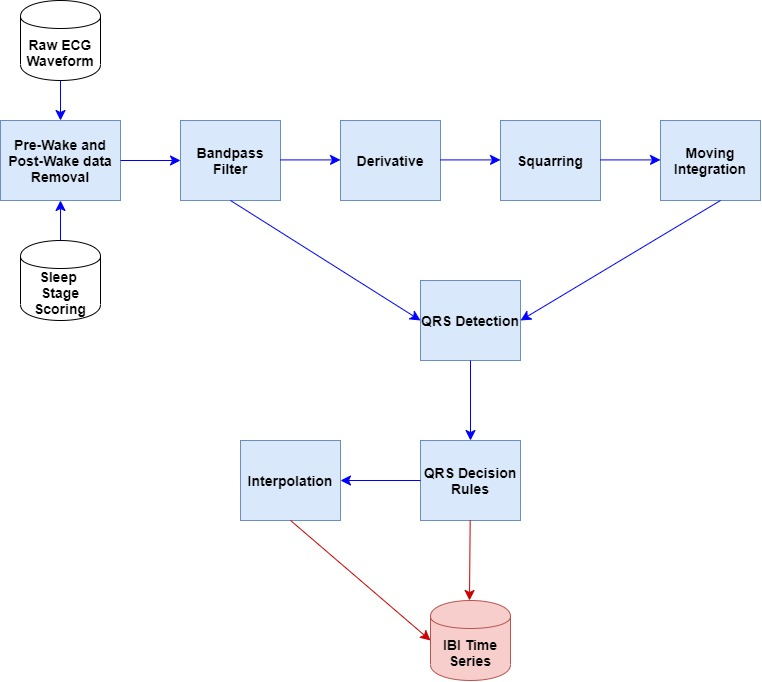 Raw ECG
Waveform
Pre-Wake and
Post-Wake data
Removal
Bandpass
Filter
Derivative
Squarring
Moving
Integration
Sleep
Stage
Scoring
QRS Detection
Interpolation
QRS Decision
Rules
IBI Time
Series